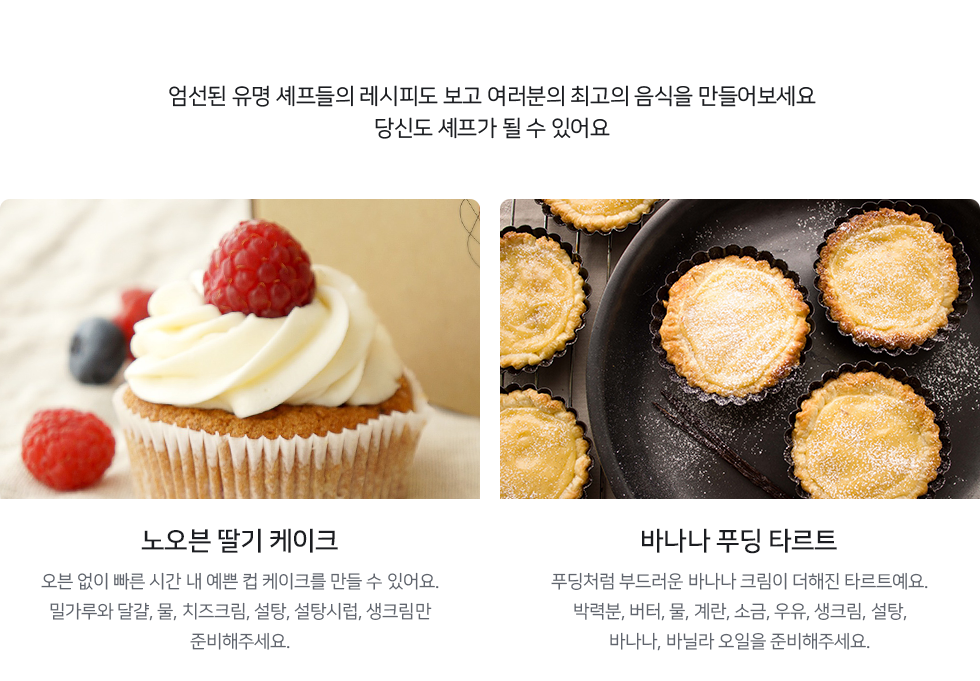 엄선된 유명 셰프들의 레시피도 보고 여러분의 최고의 음식을 만들어보세요
당신도 셰프가 될 수 있어요
노오븐 딸기 케이크
오븐 없이 빠른 시간 내 예쁜 컵 케이크를 만들 수 있어요.
밀가루와 달걀, 물, 치즈크림, 설탕, 설탕시럽, 생크림만
준비해주세요.
바나나 푸딩 타르트
푸딩처럼 부드러운 바나나 크림이 더해진 타르트예요.
박력분, 버터, 물, 계란, 소금, 우유, 생크림, 설탕,
바나나, 바닐라 오일을 준비해주세요.